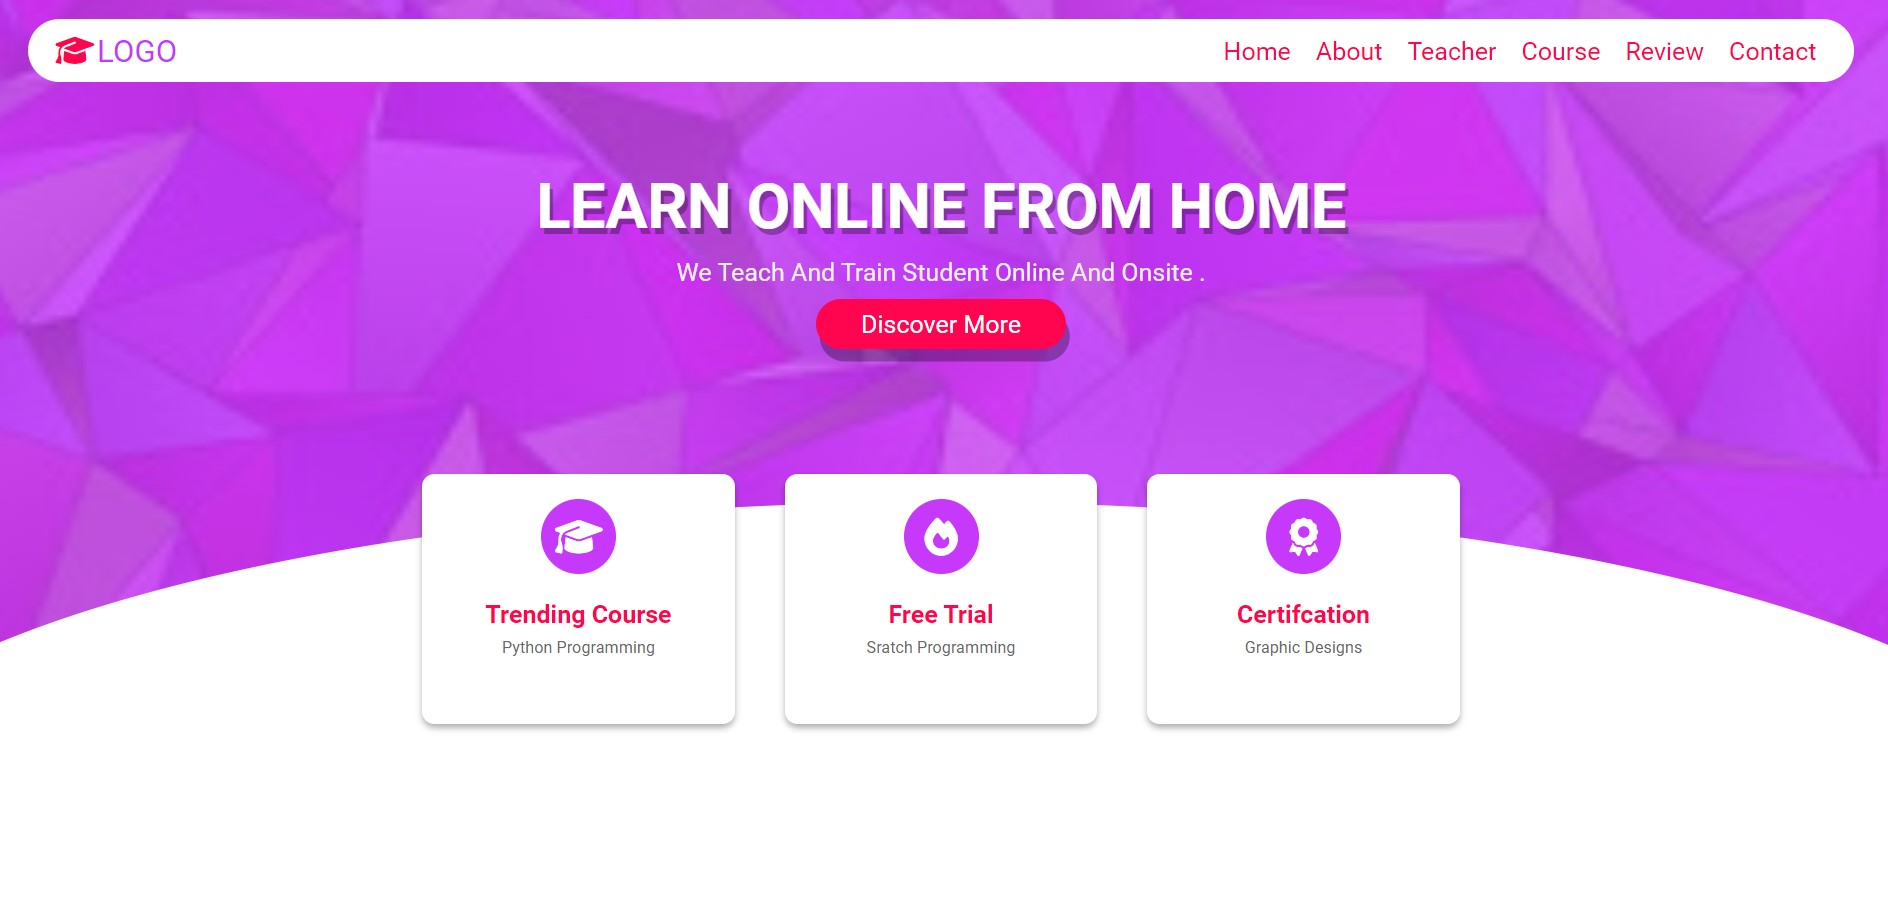 LOGO
Home About Teacher Course Review Contact
LEARN ONLINE FROM HOME
We Teach And Train Student Online And Onsite .
Discover More
Trending Course
Python Programming
Free Trial
Sratch Programming
Certifcation
Graphic Designs